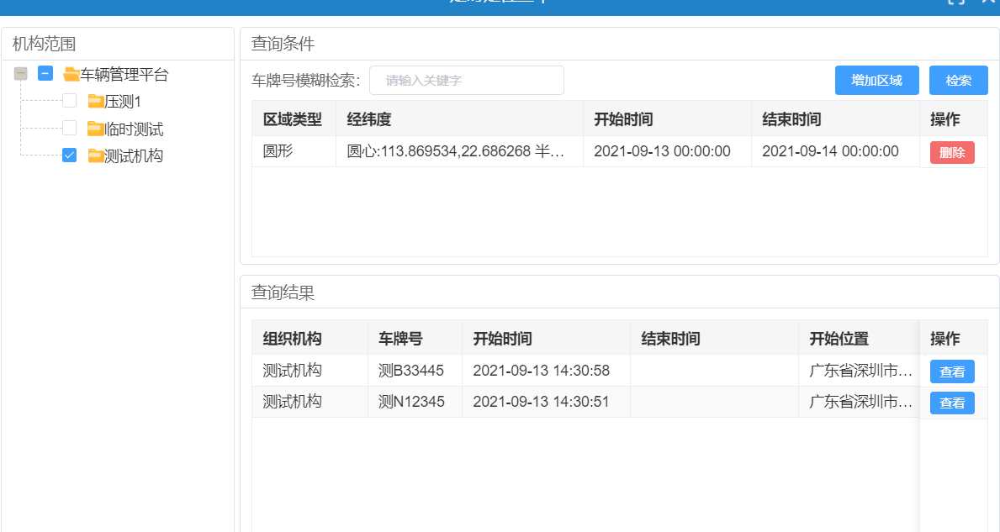 机构范围
车辆管理平台
压测1
临时测试
测试机构
查询条件
车牌号模糊检索: 请输入关键字 增加区域 检索
区域类型 经纬度 开始时间 结束时间 操作
圆形 圆心:113.869534,22.686268 半... 2021-09-13 00:00:00 2021-09-14 00:00:00 删除
查询结果
组织机构 车牌号 开始时间 结束时间 开始位置 操作
测试机构 测B33445 2021-09-13 14:30:58 广东省深圳市... 查看
测试机构 测N12345 2021-09-13 14:30:51 广东省深圳市... 查看